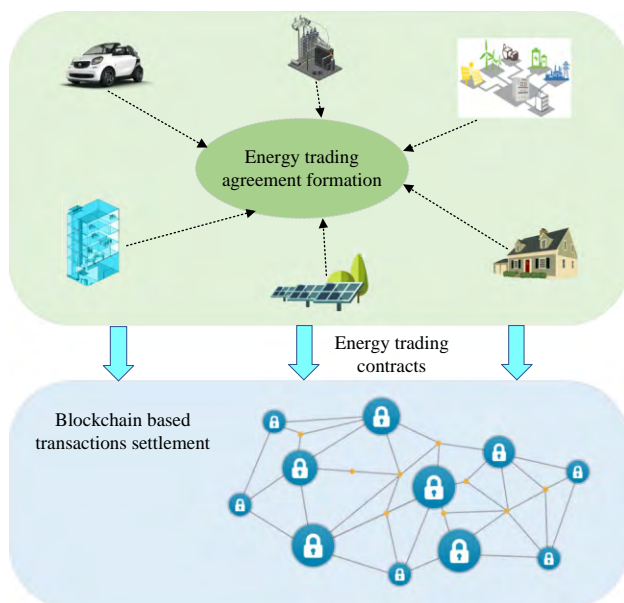 Energy trading
agreement formation
Energy trading
contracts
Blockchain based
transactions settlement